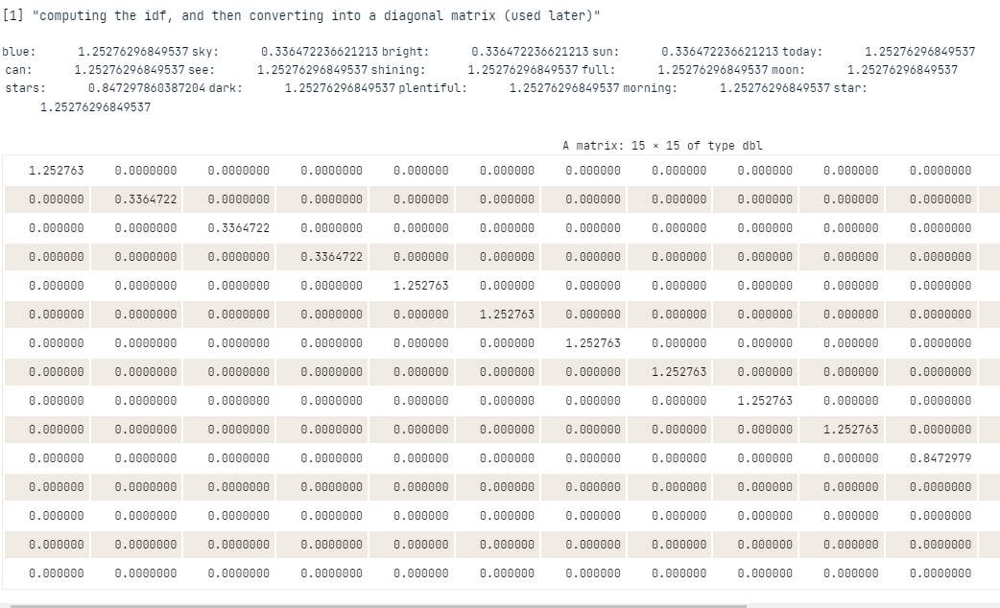 [1] "computing the idf, and then converting into a diagonal matrix (used later)"
blue: 1.25276296849537 sky: 0.336472236621213 bright: 0.336472236621213 sun: 0.336472236621213 today: 1.25276296849537
can: 1.25276296849537 see: 1.25276296849537 shining: 1.25276296849537 full: 1.25276296849537 moon: 1.25276296849537
stars: 0.847297860387204 dark: 1.25276296849537 plentiful: 1.25276296849537 morning: 1.25276296849537 star:
1.25276296849537
A matrix: 15 × 15 of type dbl
1.252763 0.0000000 0.0000000 0.0000000 0.000000 0.000000 0.000000 0.000000 0.000000 0.000000 0.0000000
0.000000 0.3364722 0.0000000 0.0000000 0.000000 0.000000 0.000000 0.000000 0.000000 0.000000 0.0000000
0.000000 0.0000000 0.3364722 0.0000000 0.000000 0.000000 0.000000 0.000000 0.000000 0.000000 0.0000000
0.000000 0.0000000 0.0000000 0.3364722 0.000000 0.000000 0.000000 0.000000 0.000000 0.000000 0.0000000
0.000000 0.0000000 0.0000000 0.0000000 1.252763 0.000000 0.000000 0.000000 0.000000 0.000000 0.0000000
0.000000 0.0000000 0.0000000 0.0000000 0.000000 1.252763 0.000000 0.000000 0.000000 0.000000 0.0000000
0.000000 0.0000000 0.0000000 0.0000000 0.000000 0.000000 1.252763 0.000000 0.000000 0.000000 0.0000000
0.000000 0.0000000 0.0000000 0.0000000 0.000000 0.000000 0.000000 1.252763 0.000000 0.000000 0.0000000
0.000000 0.0000000 0.0000000 0.0000000 0.000000 0.000000 0.000000 0.000000 1.252763 0.000000 0.0000000
0.000000 0.0000000 0.0000000 0.0000000 0.000000 0.000000 0.000000 0.000000 0.000000 1.252763 0.0000000
0.000000 0.0000000 0.0000000 0.0000000 0.000000 0.000000 0.000000 0.000000 0.000000 0.000000 0.8472979
0.000000 0.0000000 0.0000000 0.0000000 0.000000 0.000000 0.000000 0.000000 0.000000 0.000000 0.0000000
0.000000 0.0000000 0.0000000 0.0000000 0.000000 0.000000 0.000000 0.000000 0.000000 0.000000 0.0000000
0.000000 0.0000000 0.0000000 0.0000000 0.000000 0.000000 0.000000 0.000000 0.000000 0.000000 0.0000000
0.000000 0.0000000 0.0000000 0.0000000 0.000000 0.000000 0.000000 0.000000 0.000000 0.000000 0.0000000